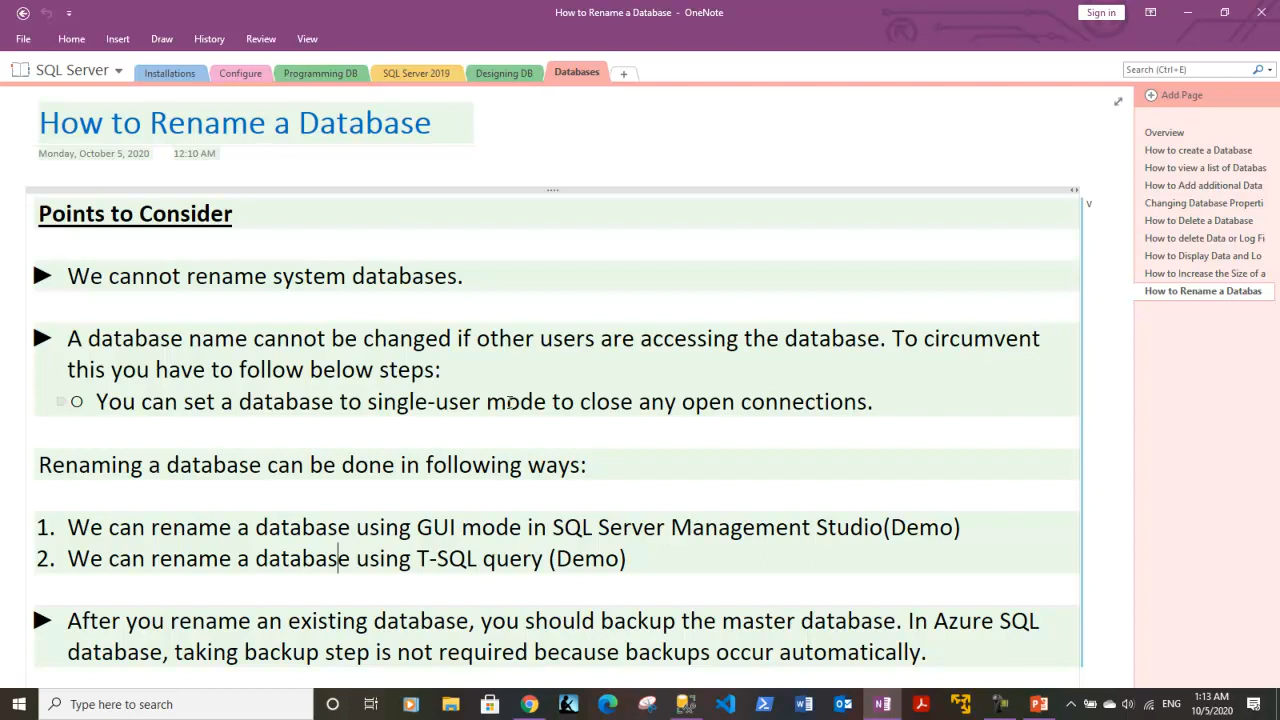 How to Rename a Database - OneNote
Sign in
File Home Insert Draw History Review View
SQL Server Installations Configure Programming DB SQL Server 2019 Designing DB Databases
Search (Ctrl+E)
How to Rename a Database
Monday, October 5, 2020 12:10 AM
Points to Consider
We cannot rename system databases.
A database name cannot be changed if other users are accessing the database. To circumvent
this you have to follow below steps:
You can set a database to single-user mode to close any open connections.
Renaming a database can be done in following ways:
1. We can rename a database using GUI mode in SQL Server Management Studio(Demo)
2. We can rename a database using T-SQL query (Demo)
After you rename an existing database, you should backup the master database. In Azure SQL
database, taking backup step is not required because backups occur automatically.
v
Add Page
Overview
How to create a Database
How to view a list of Databas
How to Add additional Data
Changing Database Properti
How to Delete a Database
How to delete Data or Log Fi
How to Display Data and Lo
How to Increase the Size of a
How to Rename a Databas
Type here to search
ENG
1:13 AM
10/5/2020